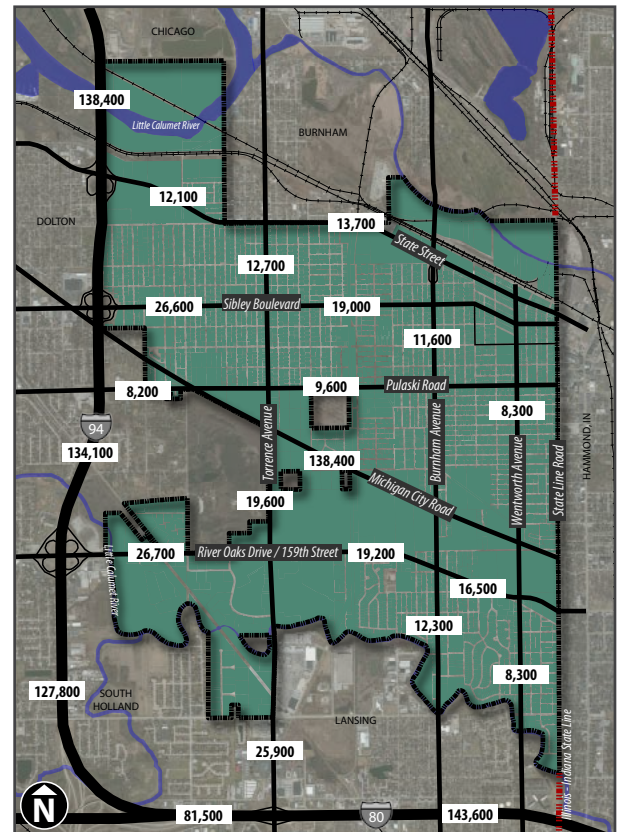 CHICAGO
138,400
Little Calumet River
BURNHAM
12,100
DOLTON
13,700
State Street
12,700
26,600
Sibley Boulevard
19,000
11,600
8,200
9,600
Pulaski Road
8,300
94
134,100
Torrence Avenue
138,400
Burnham Avenue
Wentworth Avenue
State Line Road
HAMMOND, IN
Michigan City Road
19,600
Little Calumet River
26,700
River Oaks Drive / 159th Street
19,200
16,500
12,300
8,300
127,800
SOUTH
HOLLAND
LANSING
25,900
Illinois - Indiana State Line
N
81,500
80
143,600